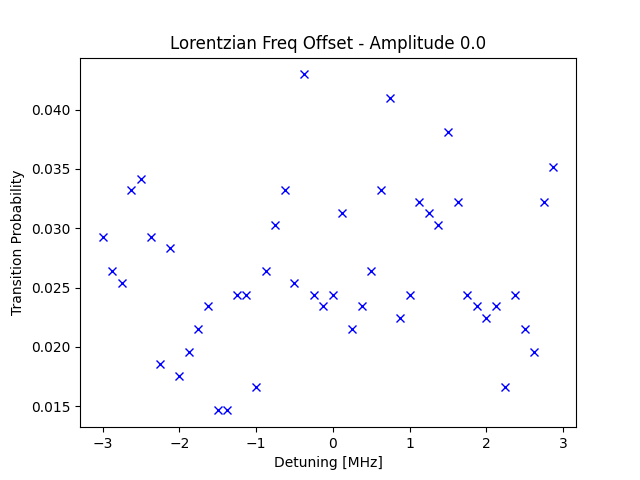 Lorentzian Freq Offset - Amplitude 0.0
Transition Probability
0.040
0.035
0.030
0.025
0.020
0.015
−3 −2 −1 0 1 2 3
Detuning [MHz]